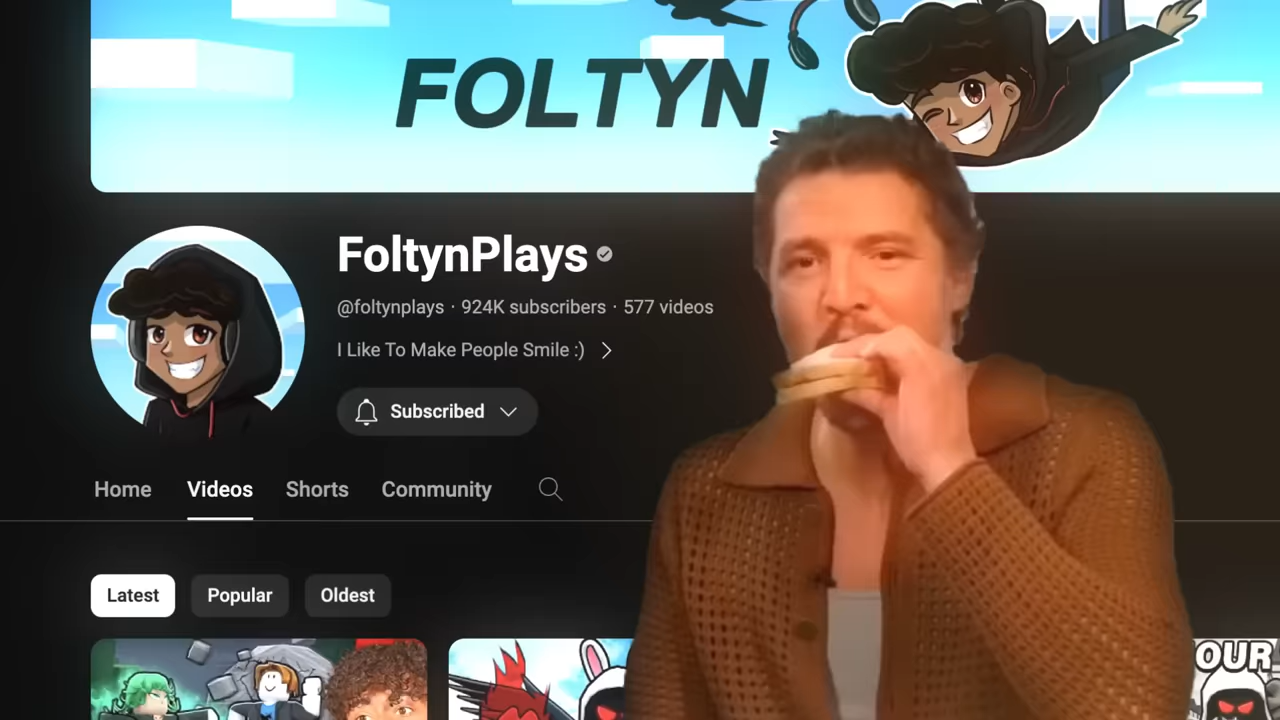 FOLTYN
FoltynPlays
@foltynplays · 924K subscribers · 577 videos
I Like To Make People Smile :)
Subscribed
Home Videos Shorts Community
Latest Popular Oldest
OUR